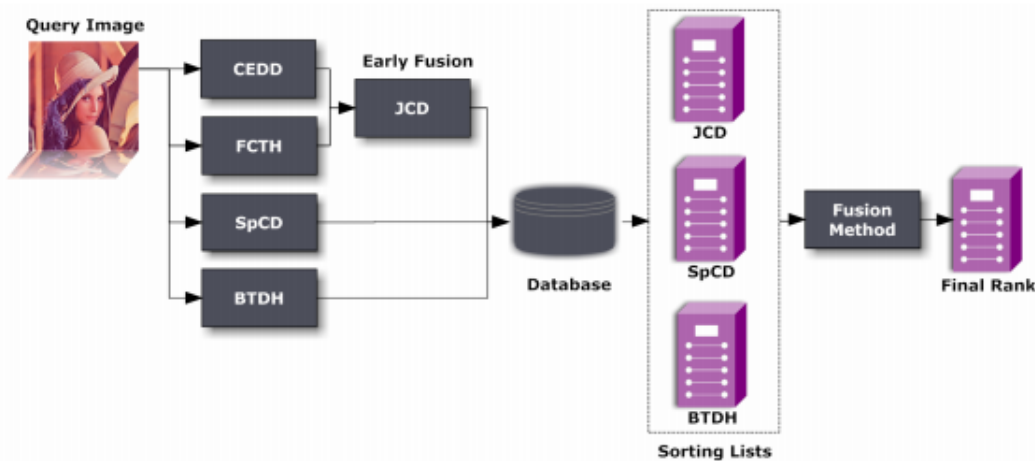 Query Image
CEDD
FCTH
SpCD
BTDH
Early Fusion
JCD
Database
JCD
SpCD
BTDH
Sorting Lists
Fusion
Method
Final Rank